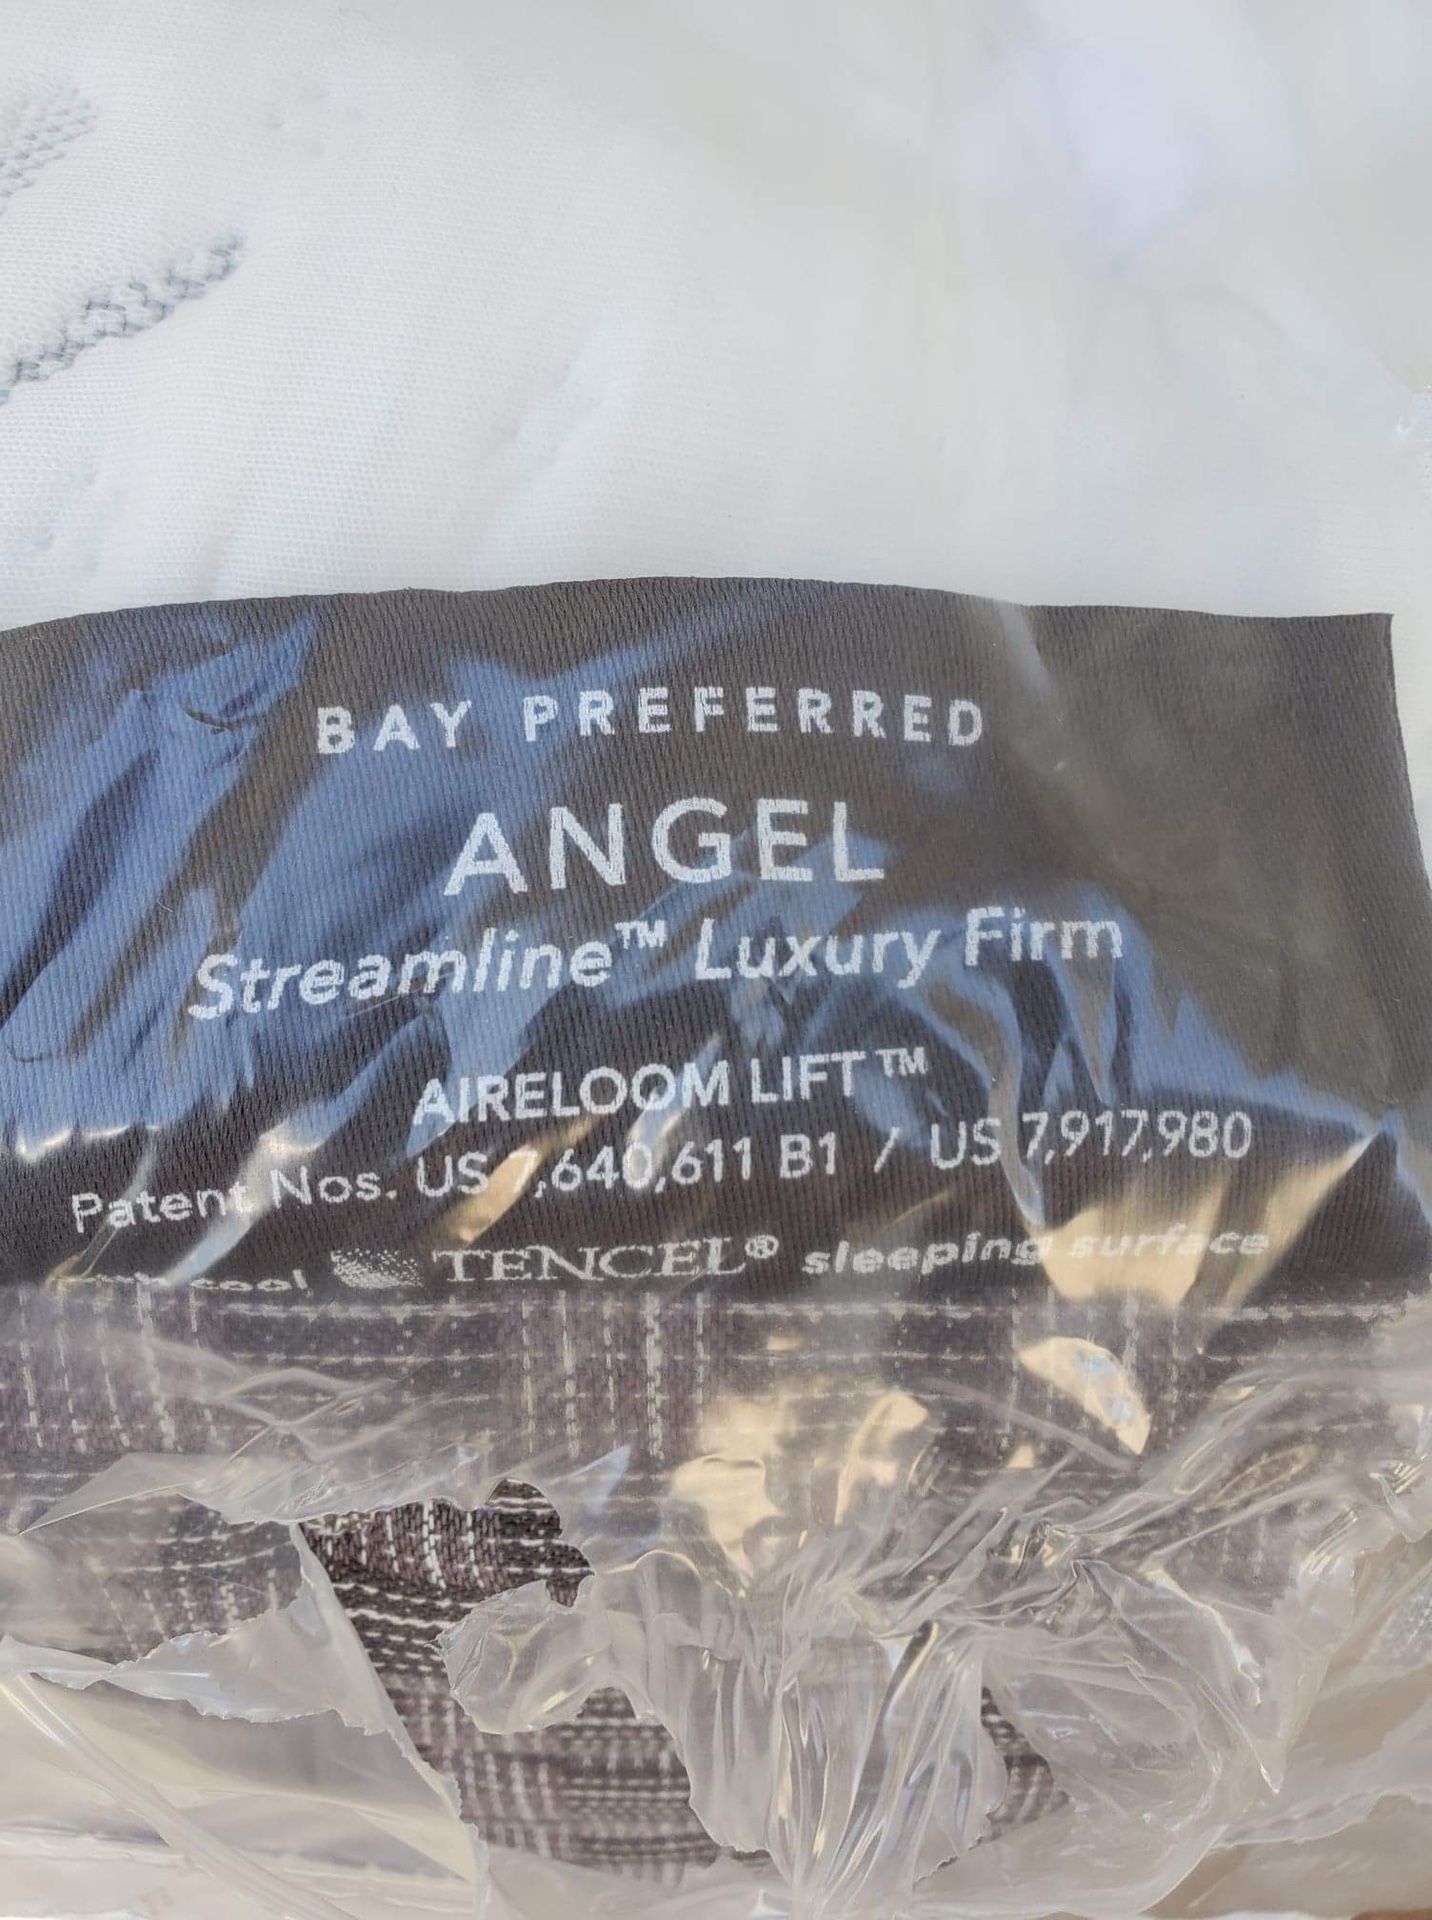 BAY PREFERRED
ANGEL
Streamline™ Luxury Firm
AIRELOOM LIFT™
Patent Nos. US 7,640,611 B1 / US 7,917,980
cool TENCEL® sleeping surface